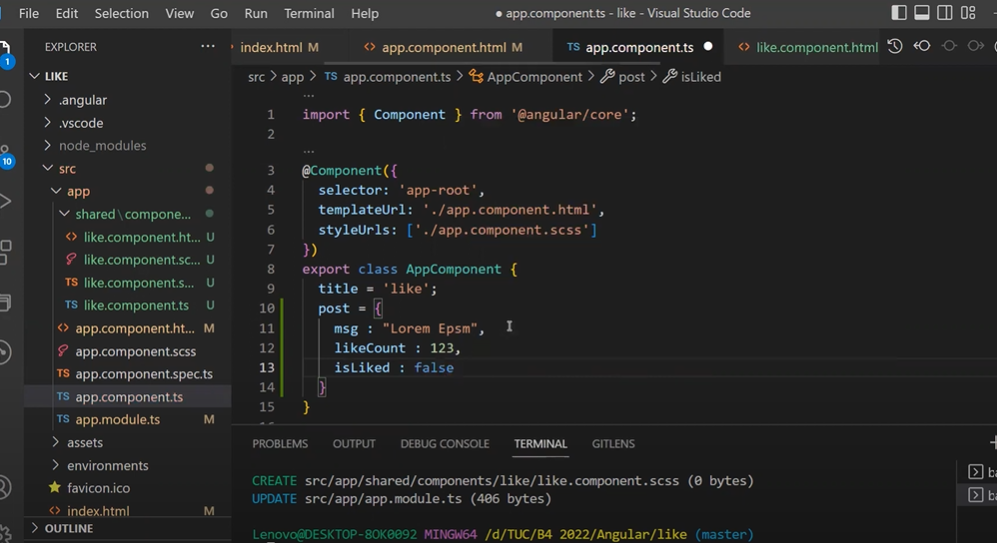 File Edit Selection View Go Run Terminal Help
● app.component.ts - like - Visual Studio Code
EXPLORER ...
index.html M
app.component.html M
TS app.component.ts ●
like.component.html
src > app > TS app.component.ts > AppComponent > post > isLiked
1
10
LIKE
.angular
.vscode
node_modules
src
app
shared\compone...
like.component.ht... U
like.component.sc... U
TS like.component.s... U
TS like.component.ts U
app.component.ht... M
app.component.scss
TS app.component.spec.ts
TS app.component.ts
TS app.module.ts M
assets
environments
favicon.ico
index.html M
OUTLINE
...
1 import { Component } from '@angular/core';
2
...
3 @Component({
4 selector: 'app-root',
5 templateUrl: './app.component.html',
6 styleUrls: ['./app.component.scss']
7 })
8 export class AppComponent {
9 title = 'like';
10 post = {
11 msg : "Lorem Epsm",
12 likeCount : 123,
13 isLiked : false
14 }
15 }
PROBLEMS OUTPUT DEBUG CONSOLE TERMINAL GITLENS
CREATE src/app/shared/components/like/like.component.scss (0 bytes)
UPDATE src/app/app.module.ts (406 bytes)
Lenovo@DESKTOP-8OK0092 MINGW64 /d/TUC/B4 2022/Angular/like (master)